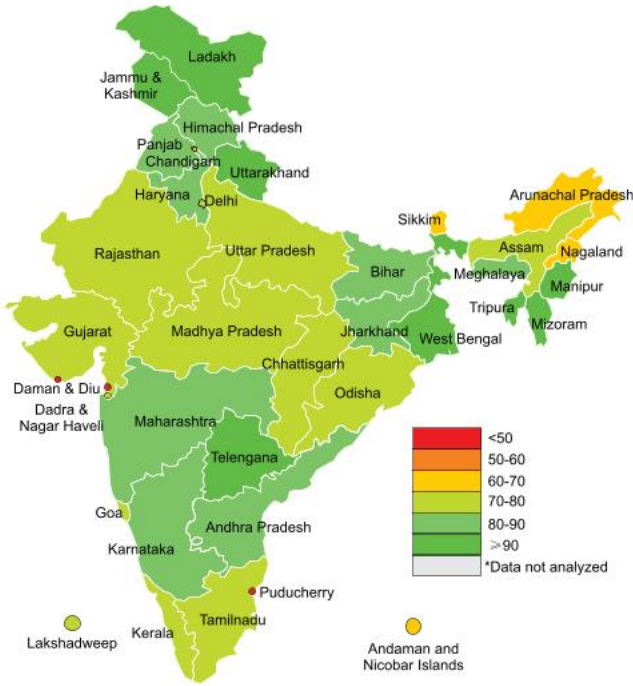 Ladakh
Jammu &
Kashmir
Himachal Pradesh
Panjab
Chandigarh
Uttarakhand
Haryana
Delhi
Arunachal Pradesh
Sikkim
Rajasthan
Uttar Pradesh
Assam
Nagaland
Bihar
Meghalaya
Manipur
Gujarat
Madhya Pradesh
Jharkhand
Tripura
West Bengal
Mizoram
Chhattisgarh
Daman & Diu
Odisha
Dadra &
Nagar Haveli
Maharashtra
Telengana
<50
50-60
60-70
70-80
80-90
⩾90
*Data not analyzed
Goa
Andhra Pradesh
Karnataka
Puducherry
Tamilnadu
Kerala
Lakshadweep
Andaman and
Nicobar Islands